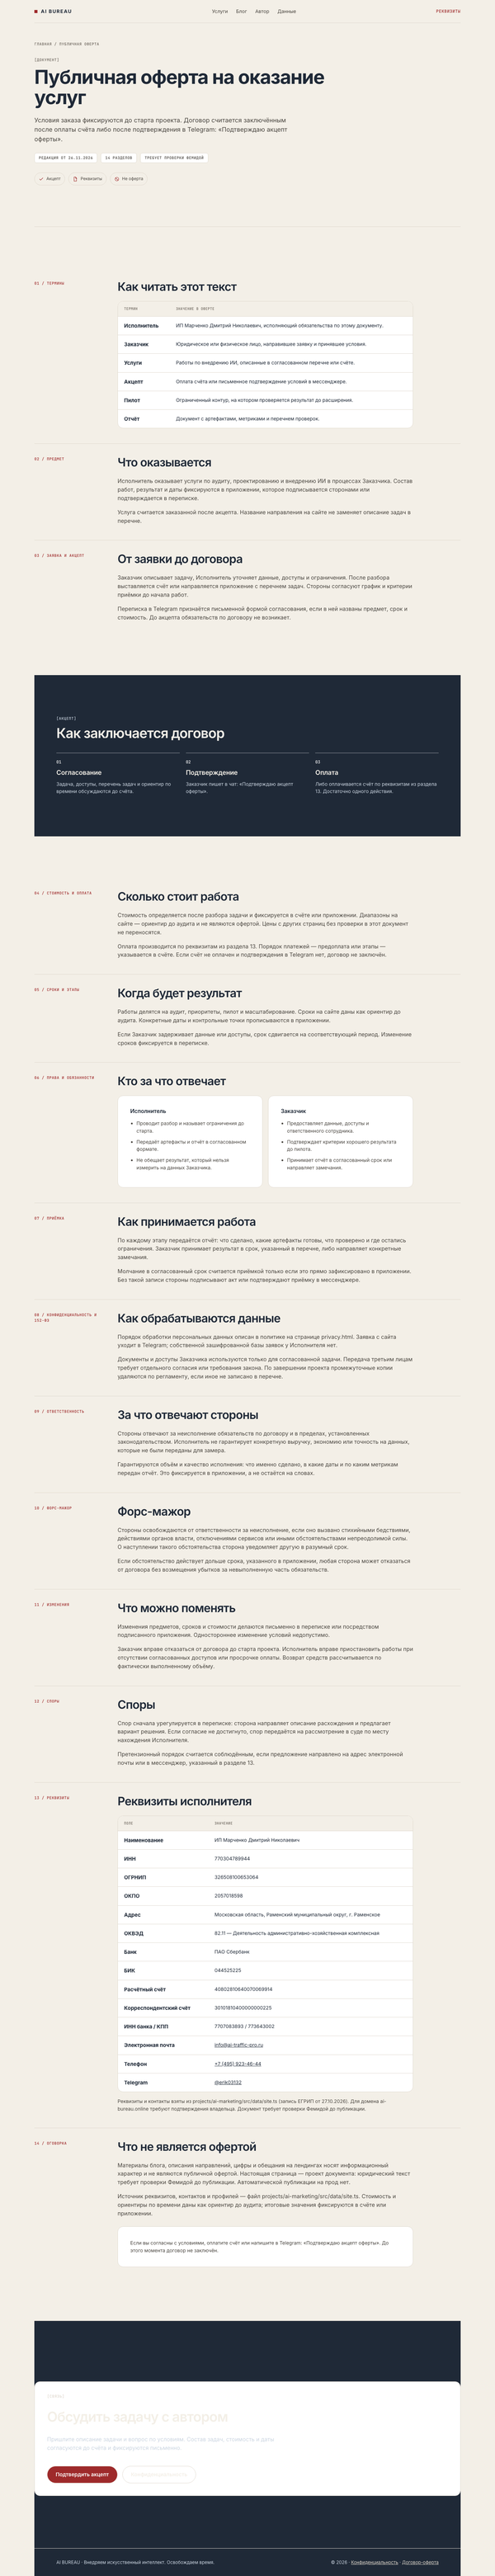 AI BUREAU
Услуги Блог Автор Данные
РЕКВИЗИТЫ
ГЛАВНАЯ / ПУБЛИЧНАЯ ОФЕРТА
[ДОКУМЕНТ]
Публичная оферта на оказание
услуг
Условия заказа фиксируются до старта проекта. Договор считается заключённым
после оплаты счёта либо после подтверждения в Telegram: «Подтверждаю акцепт
оферты».
14 РАЗДЕЛОВ ТРЕБУЕТ ПРОВЕРКИ ФЕМИДОЙ
Акцепт Реквизиты Не оферта
01 / ТЕРМИНЫ
Как читать этот текст
ТЕРМИН ЗНАЧЕНИЕ В ОФЕРТЕ
Исполнитель ИП Марченко Дмитрий Николаевич, исполняющий обязательства по этому документу.
Заказчик Юридическое или физическое лицо, направившее заявку и принявшее условия.
Услуги Работы по внедрению ИИ, описанные в согласованном перечне или счёте.
Акцепт Оплата счёта или письменное подтверждение условий в мессенджере.
Пилот Ограниченный контур, на котором проверяется результат до расширения.
Отчёт Документ с артефактами, метриками и перечнем проверок.
02 / ПРЕДМЕТ
Что оказывается
Исполнитель оказывает услуги по аудиту, проектированию и внедрению ИИ в процессах Заказчика. Состав
работ, результат и даты фиксируются в приложении, которое подписывается сторонами или
подтверждается в переписке.
Услуга считается заказанной после акцепта. Название направления на сайте не заменяет описание задач в
перечне.
03 / ЗАЯВКА И АКЦЕПТ
От заявки до договора
Заказчик описывает задачу, Исполнитель уточняет данные, доступы и ограничения. После разбора
выставляется счёт или направляется приложение с перечнем задач. Стороны согласуют график и критерии
приёмки до начала работ.
Переписка в Telegram признаётся письменной формой согласования, если в ней названы предмет, срок и
стоимость. До акцепта обязательств по договору не возникает.
[АКЦЕПТ]
Как заключается договор
01
Согласование
Задача, доступы, перечень задач и ориентир по
времени обсуждаются до счёта.
02
Подтверждение
Заказчик пишет в чат: «Подтверждаю акцепт
оферты».
03
Оплата
Либо оплачивается счёт по реквизитам из раздела
13. Достаточно одного действия.
04 / СТОИМОСТЬ И ОПЛАТА
Сколько стоит работа
Стоимость определяется после разбора задачи и фиксируется в счёте или приложении. Диапазоны на
сайте — ориентир до аудита и не являются офертой. Цены с других страниц без проверки в этот документ
не переносятся.
Оплата производится по реквизитам из раздела 13. Порядок платежей — предоплата или этапы —
указывается в счёте. Если счёт не оплачен и подтверждения в Telegram нет, договор не заключён.
05 / СРОКИ И ЭТАПЫ
Когда будет результат
Работы делятся на аудит, приоритеты, пилот и масштабирование. Сроки на сайте даны как ориентир до
аудита. Конкретные даты и контрольные точки прописываются в приложении.
Если Заказчик задерживает данные или доступы, срок сдвигается на соответствующий период. Изменение
сроков фиксируется в переписке.
06 / ПРАВА И ОБЯЗАННОСТИ
Кто за что отвечает
Исполнитель
Проводит разбор и называет ограничения до
старта.
Передаёт артефакты и отчёт в согласованном
формате.
Не обещает результат, который нельзя
измерить на данных Заказчика.
Заказчик
Предоставляет данные, доступы и
ответственного сотрудника.
Подтверждает критерии хорошего результата
до пилота.
Принимает отчёт в согласованный срок или
направляет замечания.
07 / ПРИЁМКА
Как принимается работа
По каждому этапу передаётся отчёт: что сделано, какие артефакты готовы, что проверено и где остались
ограничения. Заказчик принимает результат в срок, указанный в перечне, либо направляет конкретные
замечания.
Молчание в согласованный срок считается приёмкой только если это прямо зафиксировано в приложении.
Без такой записи стороны подписывают акт или подтверждают приёмку в мессенджере.
08 / КОНФИДЕНЦИАЛЬНОСТЬ И
152-ФЗ
Как обрабатываются данные
Порядок обработки персональных данных описан в политике на странице privacy.html. Заявка с сайта
уходит в Telegram; собственной зашифрованной базы заявок у Исполнителя нет.
Документы и доступы Заказчика используются только для согласованной задачи. Передача третьим лицам
требует отдельного согласия или требования закона. По завершении проекта промежуточные копии
удаляются по регламенту, если иное не записано в перечне.
09 / ОТВЕТСТВЕННОСТЬ
За что отвечают стороны
Стороны отвечают за неисполнение обязательств по договору и в пределах, установленных
законодательством. Исполнитель не гарантирует конкретную выручку, экономию или точность на данных,
которые не были переданы для замера.
Гарантируются объём и качество исполнения: что именно сделано, в какие даты и по каким метрикам
передан отчёт. Это фиксируется в приложении, а не остаётся на словах.
10 / ФОРС-МАЖОР
Форс-мажор
Стороны освобождаются от ответственности за неисполнение, если оно вызвано стихийными бедствиями,
действиями органов власти, отключениями сервисов или иными обстоятельствами непреодолимой силы.
О наступлении такого обстоятельства сторона уведомляет другую в разумный срок.
Если обстоятельство действует дольше срока, указанного в приложении, любая сторона может отказаться
от договора без возмещения убытков за невыполненную часть обязательств.
11 / ИЗМЕНЕНИЯ
Что можно поменять
Изменения предметов, сроков и стоимости делаются письменно в переписке или посредством
подписанного приложения. Одностороннее изменение условий недопустимо.
Заказчик вправе отказаться от договора до старта проекта. Исполнитель вправе приостановить работы при
отсутствии согласованных доступов или просрочке оплаты. Возврат средств рассчитывается по
фактически выполненному объёму.
12 / СПОРЫ
Споры
Спор сначала урегулируется в переписке: сторона направляет описание расхождения и предлагает
вариант решения. Если согласие не достигнуто, спор передаётся на рассмотрение в суде по месту
нахождения Исполнителя.
Претензионный порядок считается соблюдённым, если предложение направлено на адрес электронной
почты или в мессенджер, указанный в разделе 13.
13 / РЕКВИЗИТЫ
Реквизиты исполнителя
ПОЛЕ ЗНАЧЕНИЕ
Наименование ИП Марченко Дмитрий Николаевич
ИНН 770304789944
ОГРНИП 326508100653064
ОКПО 2057018598
Адрес Московская область, Раменский муниципальный округ, г. Раменское
ОКВЭД 82.11 — Деятельность административно-хозяйственная комплексная
Банк ПАО Сбербанк
БИК 044525225
Расчётный счёт 40802810640070069914
Корреспондентский счёт 30101810400000000225
ИНН банка / КПП 7707083893 / 773643002
Электронная почта info@ai-traffic-pro.ru
Телефон +7 (495) 923-46-44
Telegram @erik03132
Реквизиты и контакты взяты из projects/ai-marketing/src/data/site.ts (запись ЕГРИП от 27.10.2026). Для домена ai-
bureau.online требуют подтверждения владельца. Документ требует проверки Фемидой до публикации.
14 / ОГОВОРКА
Что не является офертой
Материалы блога, описания направлений, цифры и обещания на лендингах носят информационный
характер и не являются публичной офертой. Настоящая страница — проект документа: юридический текст
требует проверки Фемидой до публикации. Автоматической публикации на прод нет.
Источник реквизитов, контактов и профилей — файл projects/ai-marketing/src/data/site.ts. Стоимость и
ориентиры по времени даны как ориентир до аудита; итоговые значения фиксируются в счёте или
приложении.
Если вы согласны с условиями, оплатите счёт или напишите в Telegram: «Подтверждаю акцепт оферты». До
этого момента договор не заключён.
Обсудить задачу с автором
Подтвердить акцепт
AI BUREAU · Внедряем искусственный интеллект. Освобождаем время.
© 2026 · Конфиденциальность · Договор-оферта